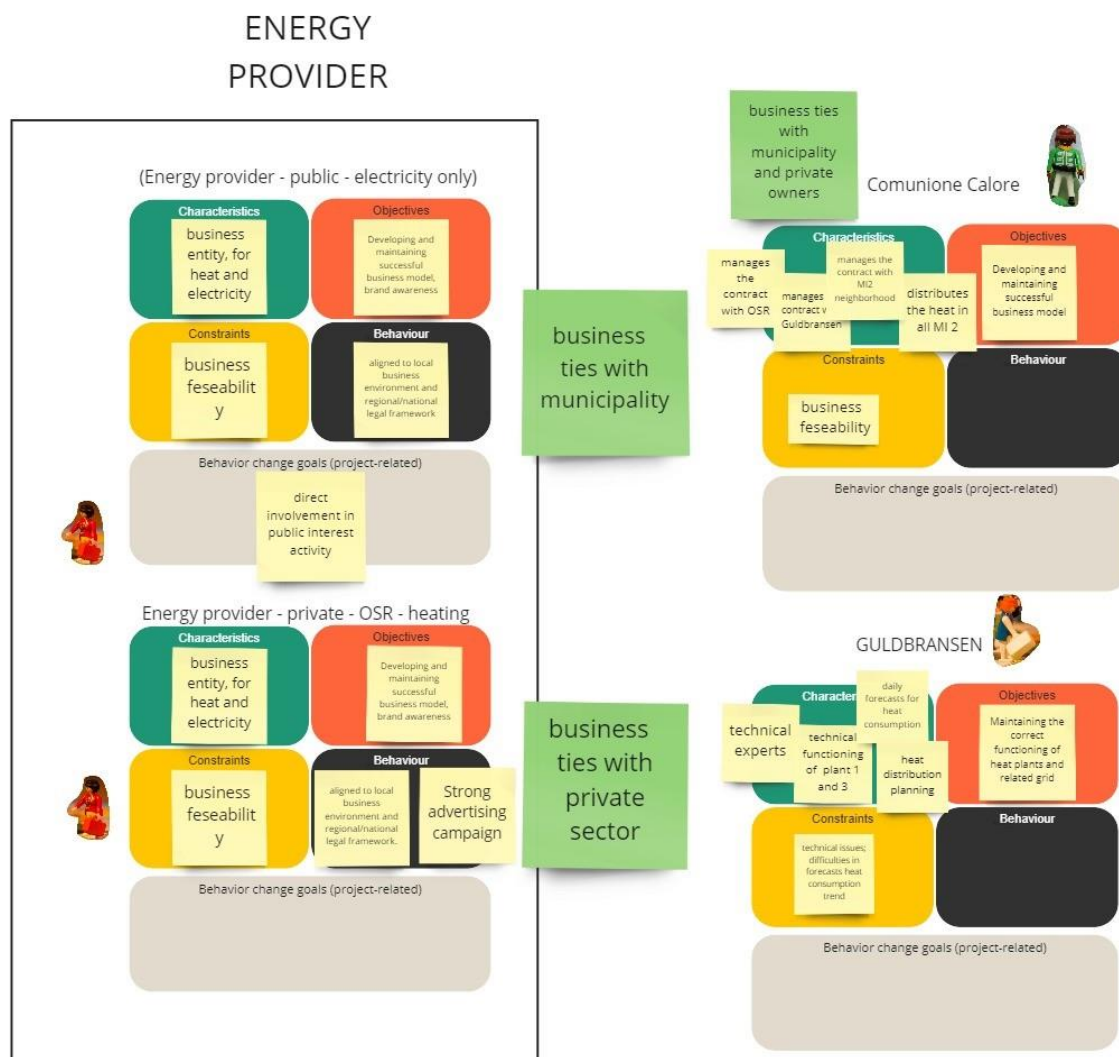 ENERGY
PROVIDER
(Energy provider - public - electricity only)
Characteristics
business
entity, for
heat and
electricity
Objectives
Developing and
maintaining
successful
business model,
brand awareness
Constraints
business
feseabilit
y
Behaviour
aligned to local
business
environment and
regional/national
legal framework
Behavior change goals (project-related)
direct
involvement in
public interest
activity
Energy provider - private - OSR - heating
Characteristics
business
entity, for
heat and
electricity
Objectives
Developing and
maintaining
successful
business model,
brand awareness
Constraints
business
feseabilit
y
Behaviour
aligned to local
business
environment and
regional/national
legal framework.
Strong
advertising
campaign
Behavior change goals (project-related)
business
ties with
municipality
business
ties with
private
sector
business ties
with
municipality
and private
owners
Comunione Calore
Characteristics
manages
the
contract
with OSR
manages
contract v
Guldbransen
manages the
contract with
MI2
neighborhood
distributes
the heat in
all MI 2
Objectives
Developing and
maintaining
successful
business model
Constraints
business
feseability
Behaviour
Behavior change goals (project-related)
GULDBRANSEN
Character
technical
experts
technical
functioning
of plant 1
and 3
daily
forecasts for
heat
consumption
heat
distribution
planning
Objectives
Maintaining the
correct
functioning of
heat plants and
related grid
Constraints
technical issues;
difficulties in
forecasts heat
consumption
trend
Behaviour
Behavior change goals (project-related)